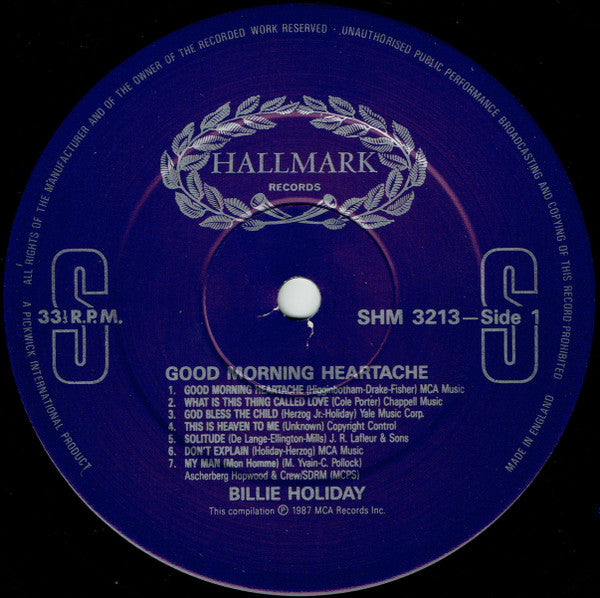 ALL RIGHTS OF THE MANUFACTURER AND OF THE OWNER OF THE RECORDED WORK RESERVED · UNAUTHORISED PUBLIC PERFORMANCE BROADCASTING AND COPYING OF THIS RECORD PROHIBITED
HALLMARK
RECORDS
S
S
33⅓R.P.M.
SHM 3213–Side 1
GOOD MORNING HEARTACHE
1. GOOD MORNING HEARTACHE (Higginbotham-Drake-Fisher) MCA Music
2. WHAT IS THIS THING CALLED LOVE (Cole Porter) Chappell Music
3. GOD BLESS THE CHILD (Herzog Jr.-Holiday) Yale Music Corp.
4. THIS IS HEAVEN TO ME (Unknown) Copyright Control
5. SOLITUDE (De Lange-Ellington-Mills) J. R. Lafleur & Sons
6. DON'T EXPLAIN (Holiday-Herzog) MCA Music
7. MY MAN (Mon Homme) (M. Yvain-C. Pollock)
Ascherberg Hopwood & Crew/SDRM (MCPS)
BILLIE HOLIDAY
This compilation ℗ 1987 MCA Records Inc.
A PICKWICK INTERNATIONAL PRODUCT
MADE IN ENGLAND